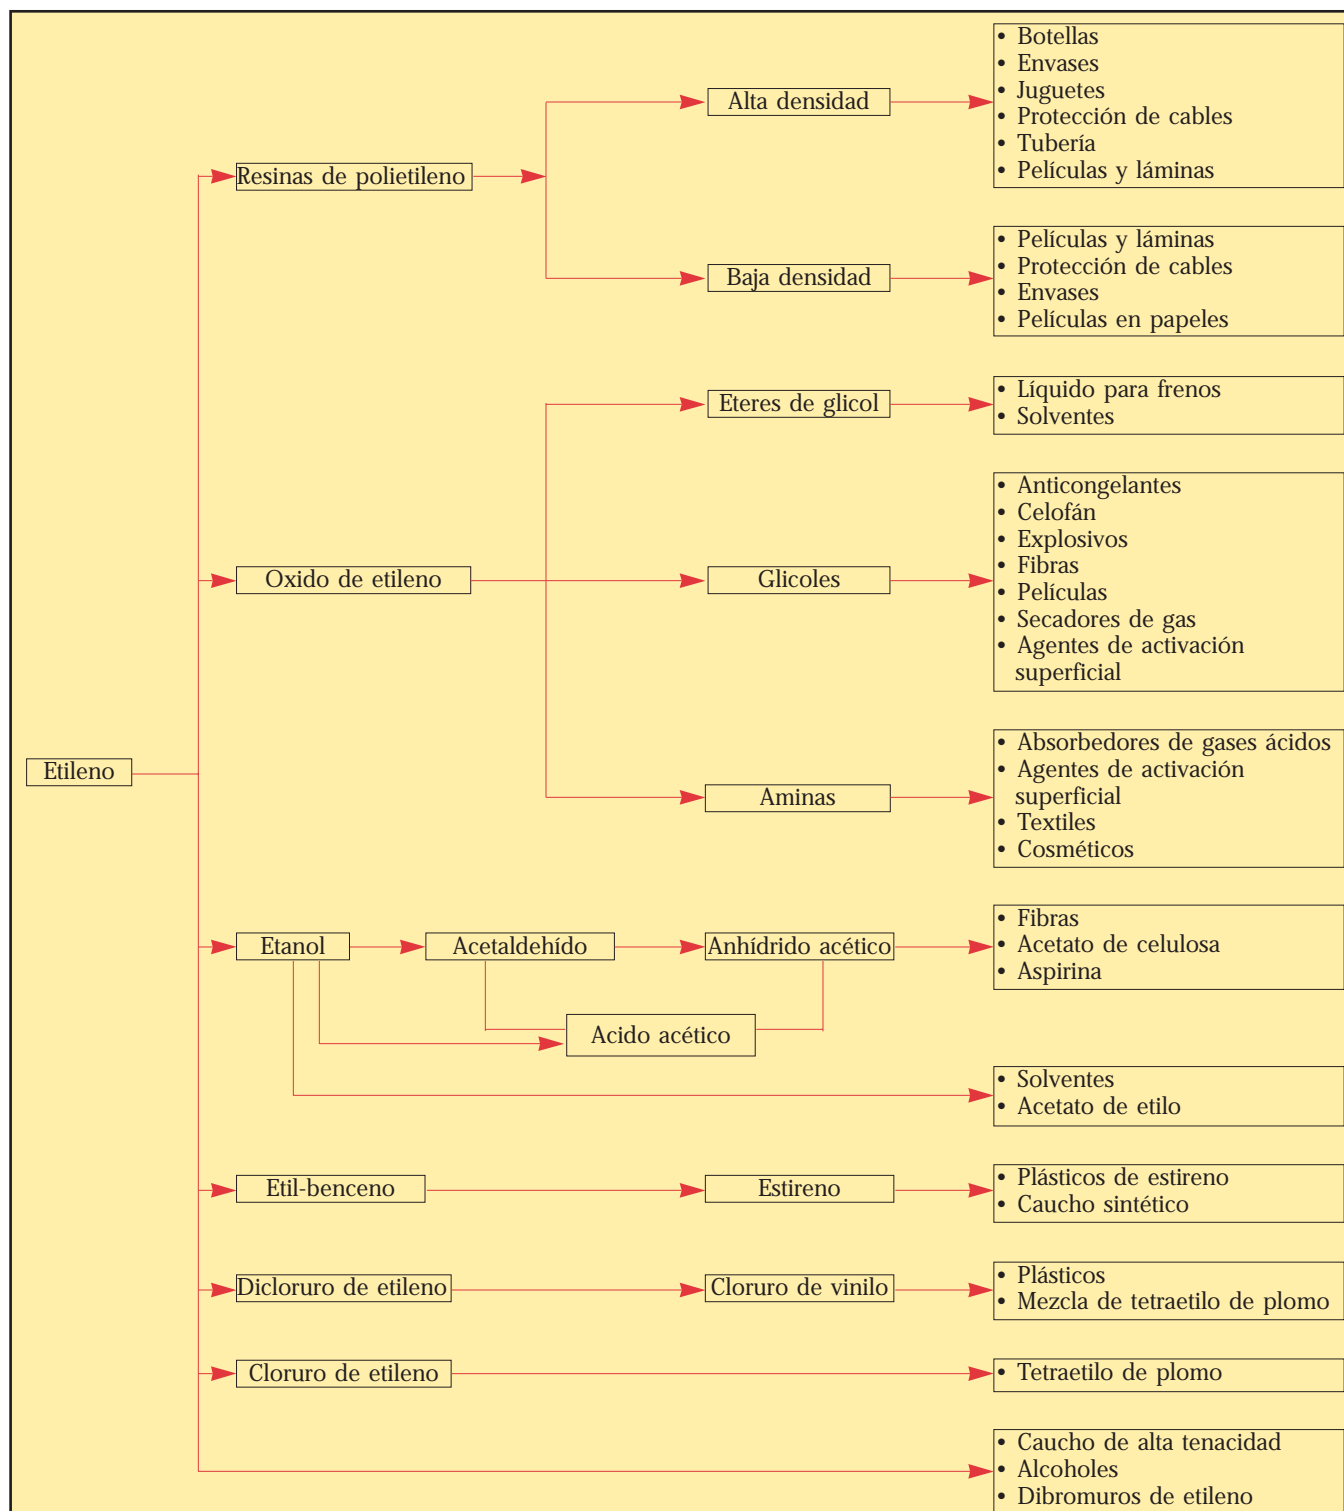 • Botellas
• Envases
• Juguetes
• Protección de cables
• Tubería
• Películas y láminas
Alta densidad
Resinas de polietileno
Baja densidad
• Películas y láminas
• Protección de cables
• Envases
• Películas en papeles
Eteres de glicol
• Líquido para frenos
• Solventes
Oxido de etileno
Glicoles
• Anticongelantes
• Celofán
• Explosivos
• Fibras
• Películas
• Secadores de gas
• Agentes de activación
superficial
Etileno
Aminas
• Absorbedores de gases ácidos
• Agentes de activación
superficial
• Textiles
• Cosméticos
Etanol
Acetaldehído
Anhídrido acético
• Fibras
• Acetato de celulosa
• Aspirina
Acido acético
• Solventes
• Acetato de etilo
Etil-benceno
Estireno
• Plásticos de estireno
• Caucho sintético
Dicloruro de etileno
Cloruro de vinilo
• Plásticos
• Mezcla de tetraetilo de plomo
Cloruro de etileno
• Tetraetilo de plomo
• Caucho de alta tenacidad
• Alcoholes
• Dibromuros de etileno